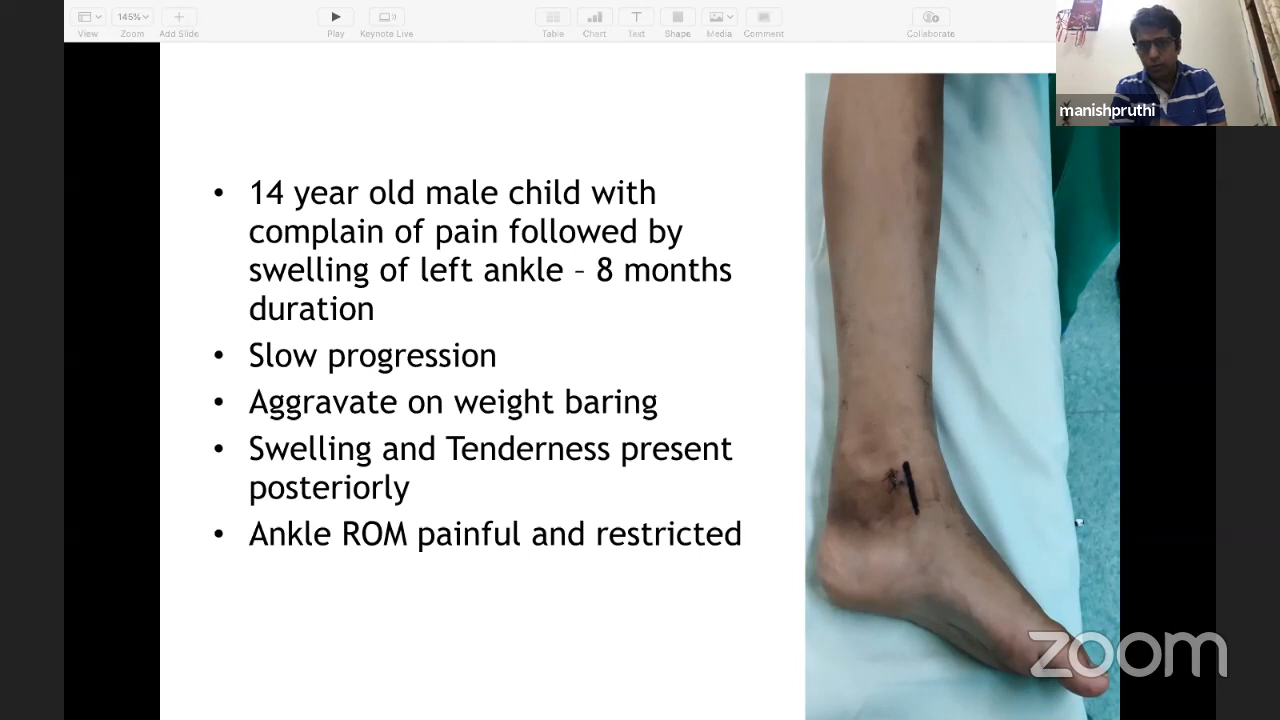 View
Zoom
Add Slide
Play
Keynote Live
Table
Chart
Text
Shape
Media
Comment
Collaborate
145%
manishpruthi
• 14 year old male child with
complain of pain followed by
swelling of left ankle – 8 months
duration
• Slow progression
• Aggravate on weight baring
• Swelling and Tenderness present
posteriorly
• Ankle ROM painful and restricted
zoom